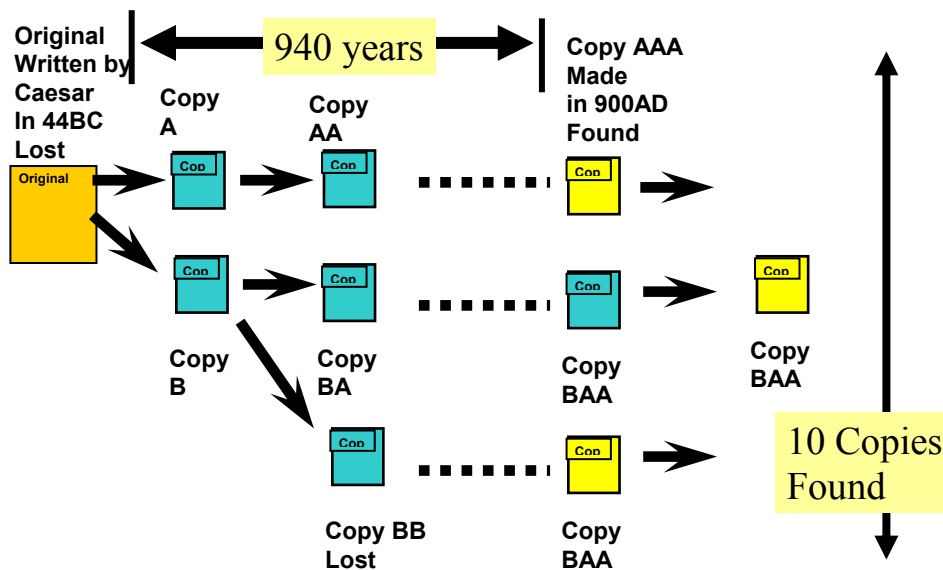 Original
Written by
Caesar
In 44BC
Lost
940 years
Copy AAA
Made
in 900AD
Found
Copy
A
Copy
AA
Original
Cop
Cop
Cop
Cop
Cop
Cop
Cop
Copy
B
Copy
BA
Copy
BAA
Copy
BAA
Cop
Cop
10 Copies
Found
Copy BB
Lost
Copy
BAA